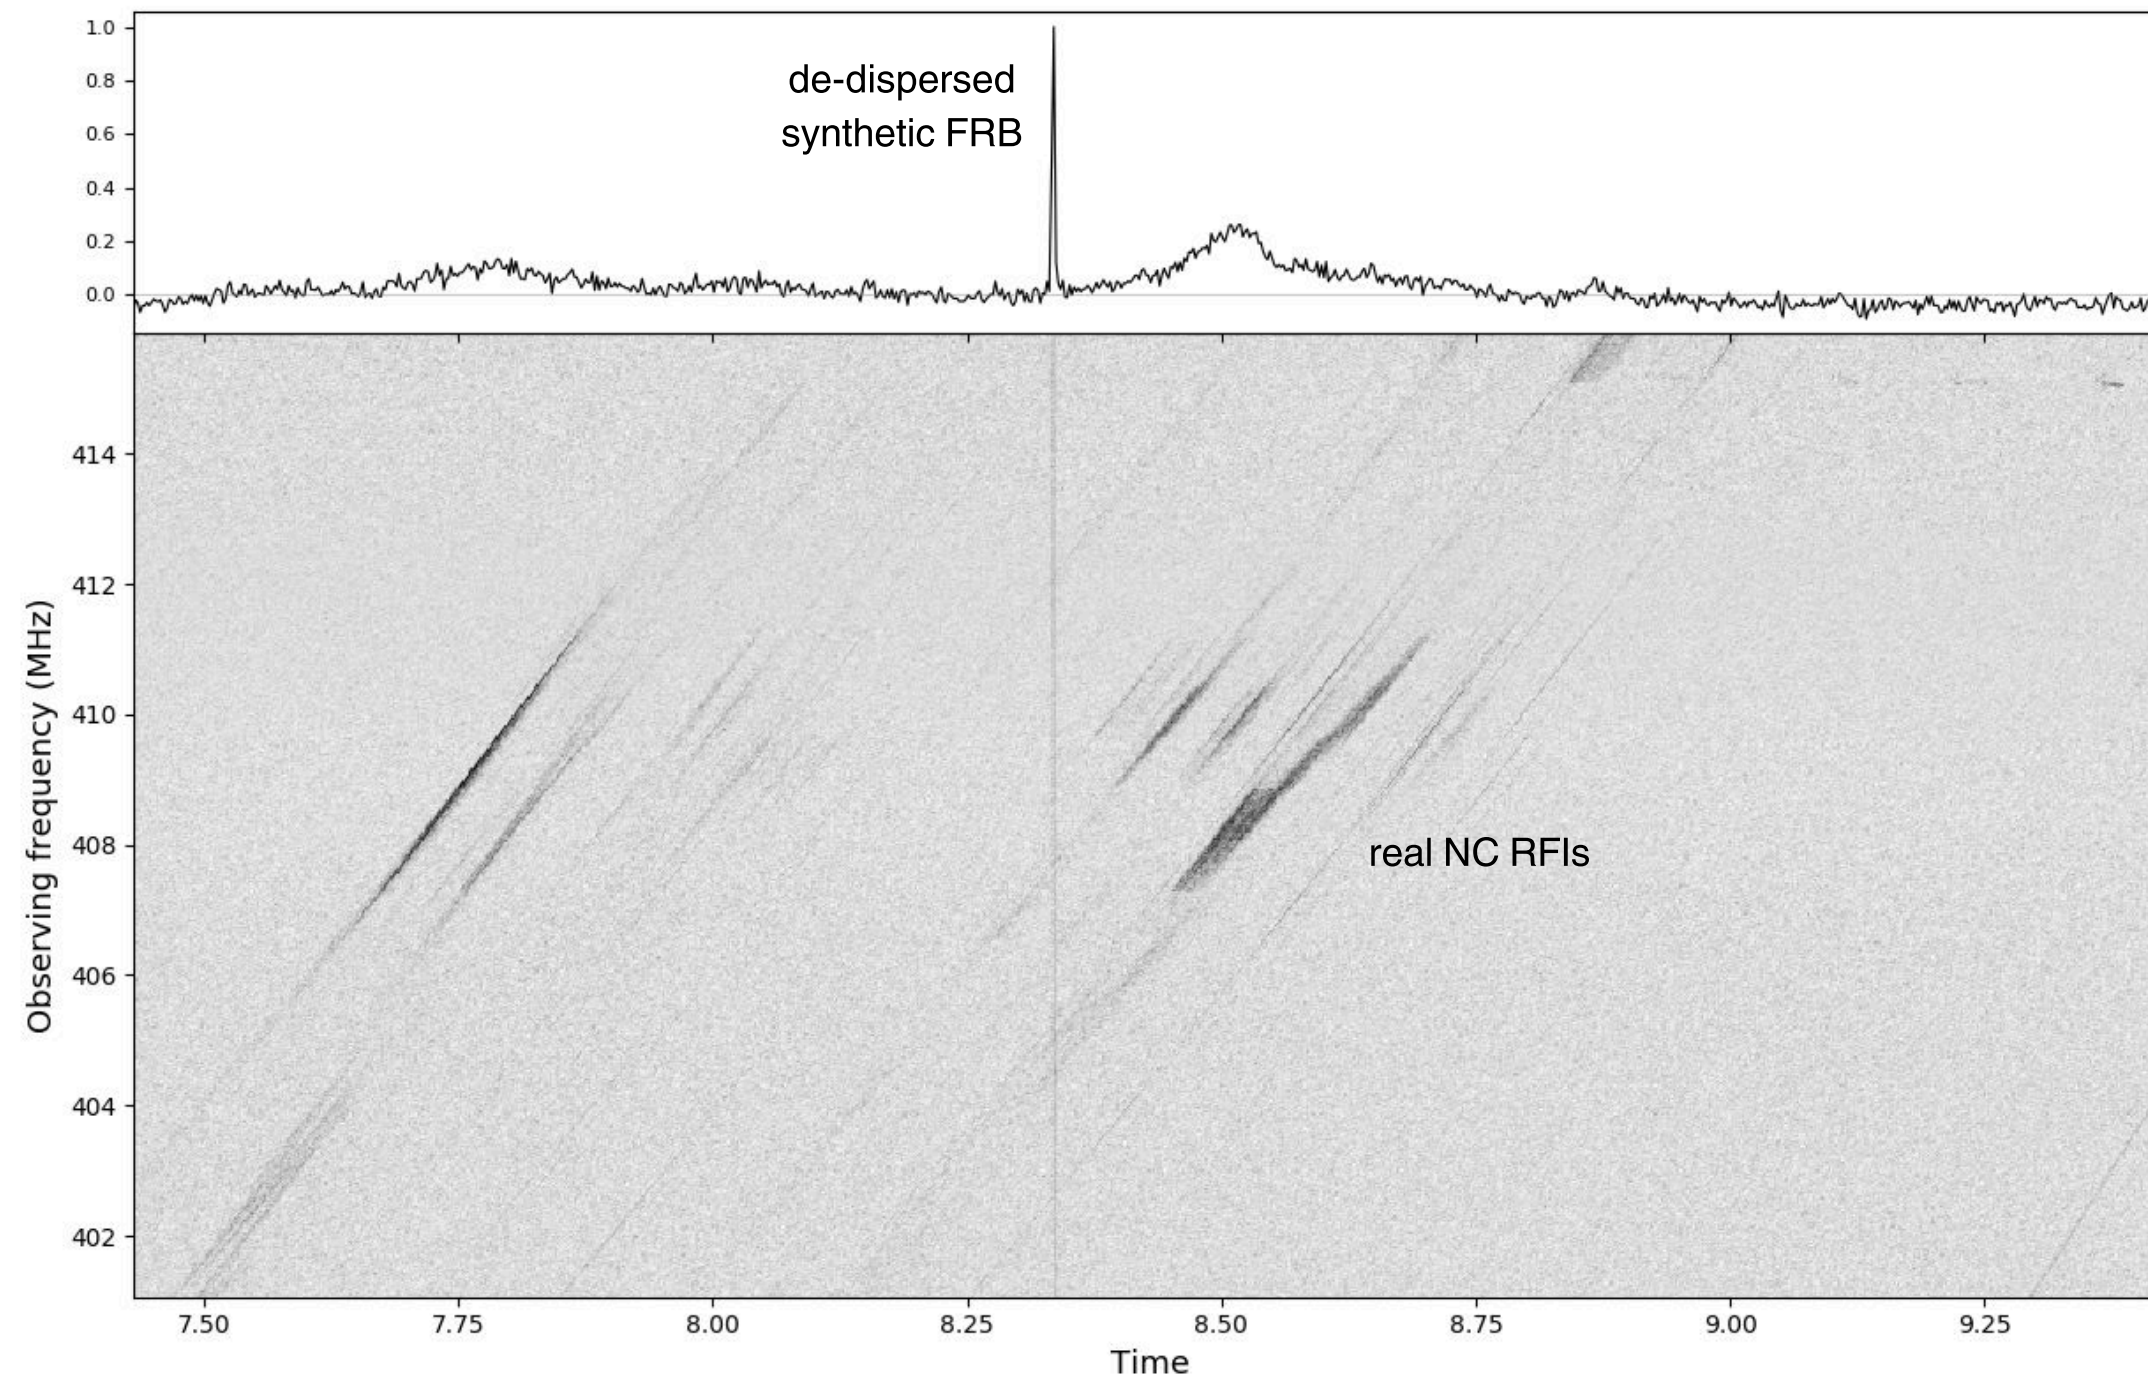 1.0
0.8
0.6
0.4
0.2
0.0
de-dispersed
synthetic FRB
414
412
410
408
406
404
402
Observing frequency (MHz)
real NC RFIs
7.50 7.75 8.00 8.25 8.50 8.75 9.00 9.25
Time